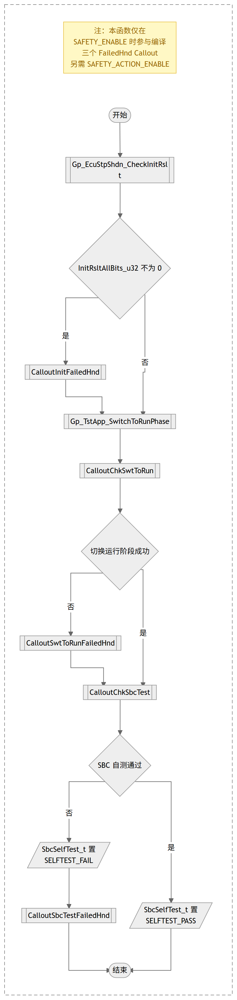 注：本函数仅在
SAFETY_ENABLE 时参与编译
三个 FailedHnd Callout
另需 SAFETY_ACTION_ENABLE
开始
Gp_EcuStpShdn_CheckInitRsl
t
InitRsltAllBits_u32 不为 0
是
否
CalloutInitFailedHnd
Gp_TstApp_SwitchToRunPhase
CalloutChkSwtToRun
切换运行阶段成功
否
是
CalloutSwtToRunFailedHnd
CalloutChkSbcTest
SBC 自测通过
否
是
SbcSelfTest_t 置
SELFTEST_FAIL
CalloutSbcTestFailedHnd
SbcSelfTest_t 置
SELFTEST_PASS
结束